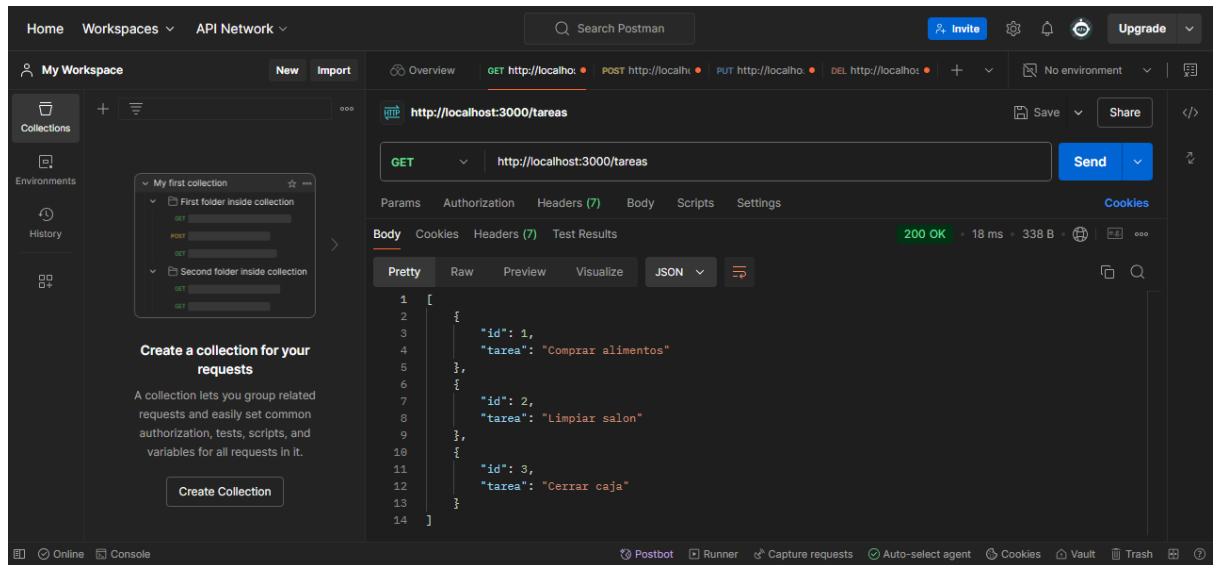 Home Workspaces API Network Search Postman Invite Upgrade
My Workspace New Import Overview GET http://localho: POST http://localho PUT http://localho. DEL http://localhos No environment
Collections
Environments
History
My first collection
First folder inside collection
GET
POST
GET
Second folder inside collection
GET
GET
Create a collection for your
requests
A collection lets you group related
requests and easily set common
authorization, tests, scripts, and
variables for all requests in it.
Create Collection
HTTP http://localhost:3000/tareas Save Share
GET http://localhost:3000/tareas Send
Params Authorization Headers (7) Body Scripts Settings Cookies
Body Cookies Headers (7) Test Results 200 OK 18 ms 338 B
Pretty Raw Preview Visualize JSON
1 [
2 {
3 "id": 1,
4 "tarea": "Comprar alimentos"
5 },
6 {
7 "id": 2,
8 "tarea": "Limpiar salon"
9 },
10 {
11 "id": 3,
12 "tarea": "Cerrar caja"
13 }
14 ]
Online Console Postbot Runner Capture requests Auto-select agent Cookies Vault Trash